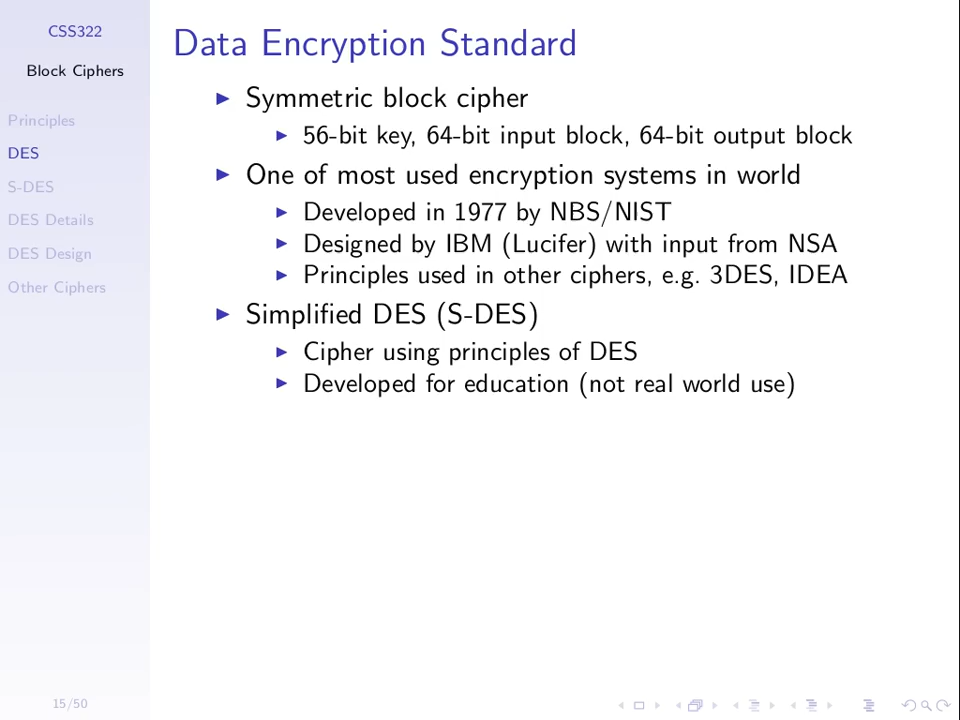 CSS322
Block Ciphers
Principles
DES
S-DES
DES Details
DES Design
Other Ciphers
15/50
Data Encryption Standard
Symmetric block cipher
56-bit key, 64-bit input block, 64-bit output block
One of most used encryption systems in world
Developed in 1977 by NBS/NIST
Designed by IBM (Lucifer) with input from NSA
Principles used in other ciphers, e.g. 3DES, IDEA
Simplified DES (S-DES)
Cipher using principles of DES
Developed for education (not real world use)